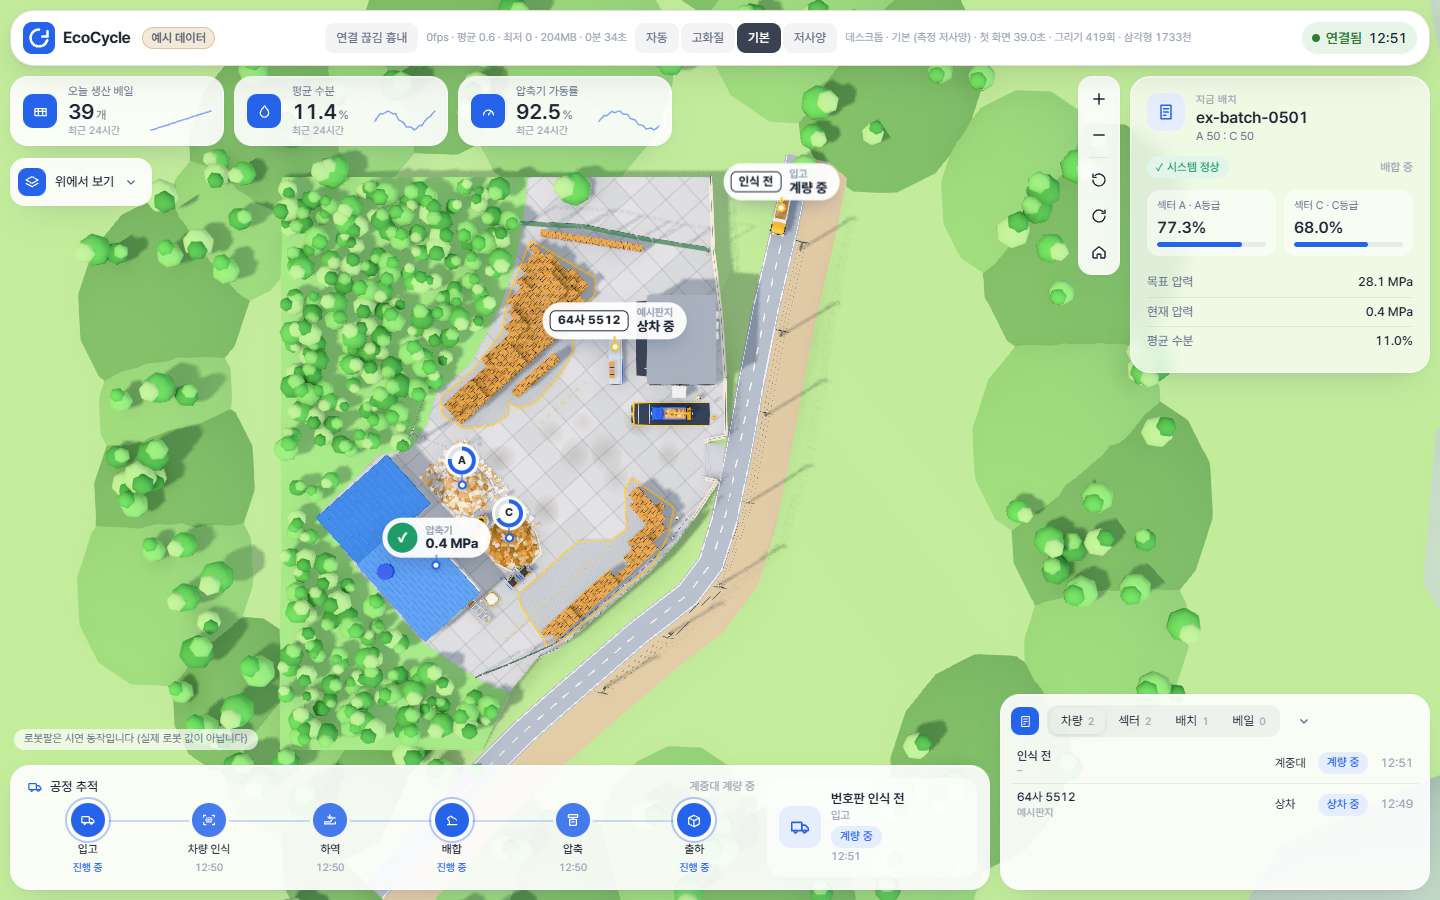 EcoCycle
예시 데이터
연결 끊김 흉내
0fps · 평균 0.6 · 최저 0 · 204MB · 0분 34초
자동
고화질
기본
저사양
데스크톱 · 기본 (측정 저사양) · 첫 화면 39.0초 · 그리기 419회 · 삼각형 1733천
연결됨 12:51
오늘 생산 베일
39개
최근 24시간
평균 수분
11.4%
최근 24시간
압축기 가동률
92.5%
최근 24시간
위에서 보기
지금 배치
ex-batch-0501
A 50 : C 50
✓ 시스템 정상
배합 중
섹터 A · A등급
77.3%
섹터 C · C등급
68.0%
목표 압력 28.1 MPa
현재 압력 0.4 MPa
평균 수분 11.0%
인식 전
입고
계량 중
64사 5512
예시판지
상차 중
A
C
압축기
0.4 MPa
로봇팔은 시연 동작입니다 (실제 로봇 값이 아닙니다)
공정 추적
계중대 계량 중
입고
진행 중
차량 인식
12:50
하역
12:50
배합
진행 중
압축
12:50
출하
진행 중
번호판 인식 전
입고
계량 중
12:51
차량 2
섹터 2
배치 1
베일 0
인식 전
–
계중대 계량 중 12:51
64사 5512
예시판지
상차 상차 중 12:49